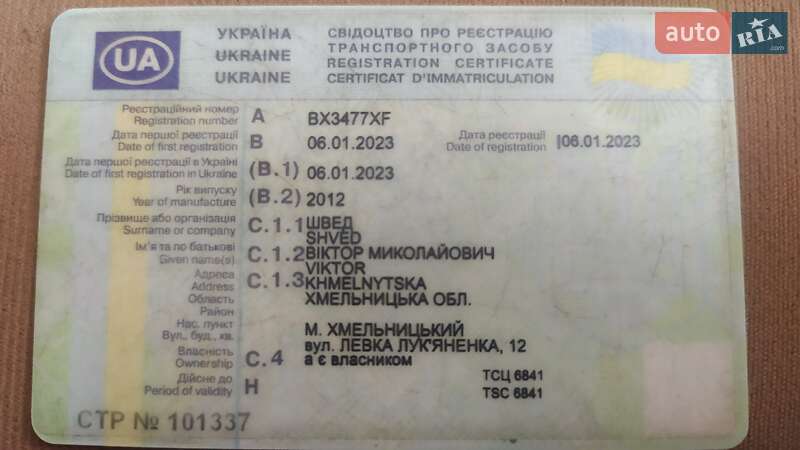 auto RIA.com
УКРАЇНА СВІДОЦТВО ПРО РЕЄСТРАЦІЮ
UKRAINE ТРАНСПОРТНОГО ЗАСОБУ
UA
UKRAINE REGISTRATION CERTIFICATE
CERTIFICAT D'IMMATRICULATION
Реєстраційний номер
Registration number A BX3477XF
Дата першої реєстрації
Date of first registration B 06.01.2023
Дата реєстрації
Date of registration 06.01.2023
Дата першої реєстрації в Україні
Date of first registration in Ukraine (B.1) 06.01.2023
Рік випуску
Year of manufacture (B.2) 2012
Прізвище або організація
Surname or company C.1.1 ШВЕД
SHVED
Ім'я та по батькові
Given name(s) C.1.2 ВІКТОР МИКОЛАЙОВИЧ
VIKTOR
Адреса
Address C.1.3 KHMELNYTSKA
Область ХМЕЛЬНИЦЬКА ОБЛ.
Район
Нас. пункт М. ХМЕЛЬНИЦЬКИЙ
Вул., буд., кв. вул. ЛЕВКА ЛУК'ЯНЕНКА, 12
Власність
Ownership C.4 а є власником
Дійсне до
Period of validity H
ТСЦ 6841
TSC 6841
СТР № 101337